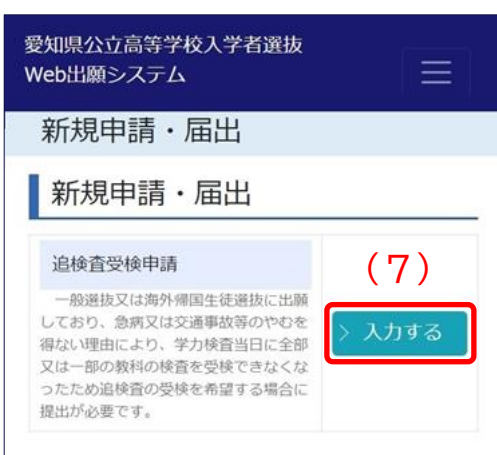 愛知県公立高等学校入学者選抜
Web出願システム
新規申請・届出
新規申請・届出
追検査受検申請
一般選抜又は海外帰国生徒選抜に出願
しており、急病又は交通事故等のやむを
得ない理由により、学力検査当日に全部
又は一部の教科の検査を受検できなくな
ったため追検査の受検を希望する場合に
提出が必要です。
（7）
> 入力する